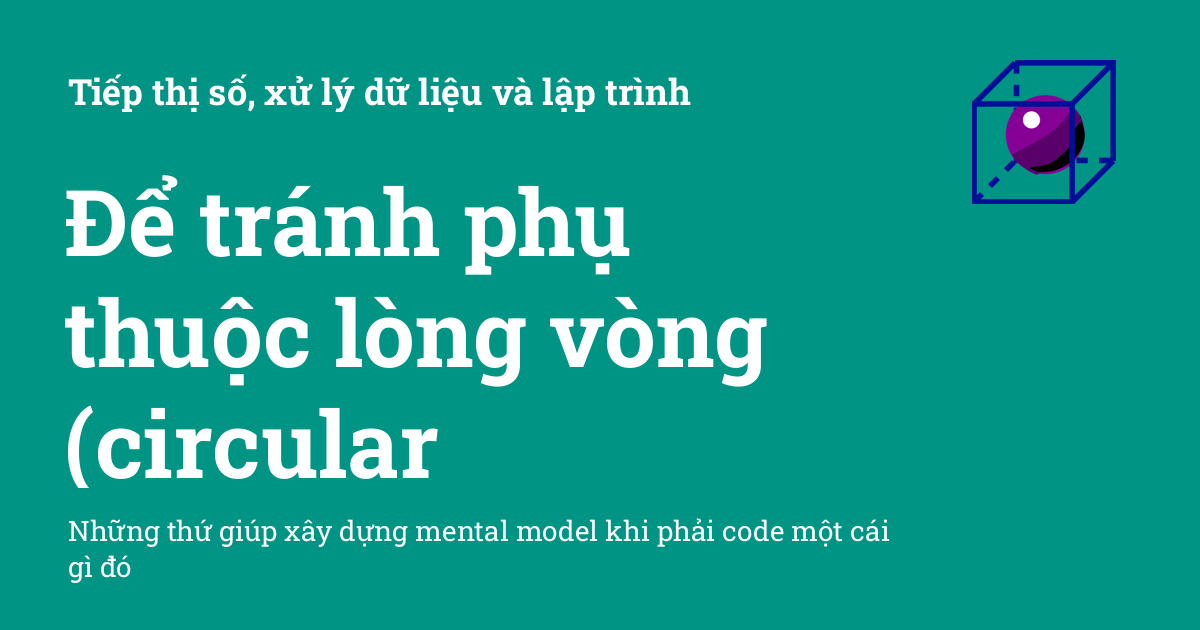 Tiếp thị số, xử lý dữ liệu và lập trình
Để tránh phụ
thuộc lòng vòng
(circular
Những thứ giúp xây dựng mental model khi phải code một cái
gì đó